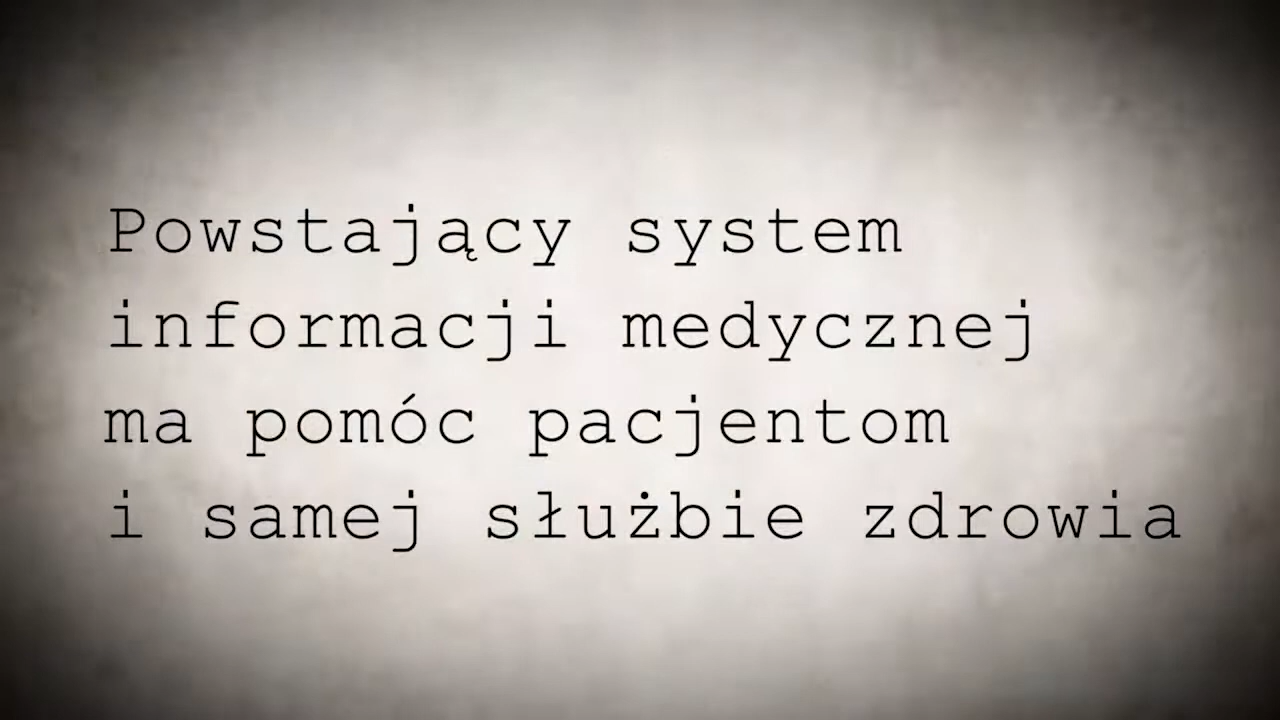 Powstający system
informacji medycznej
ma pomóc pacjentom
i samej służbie zdrowia